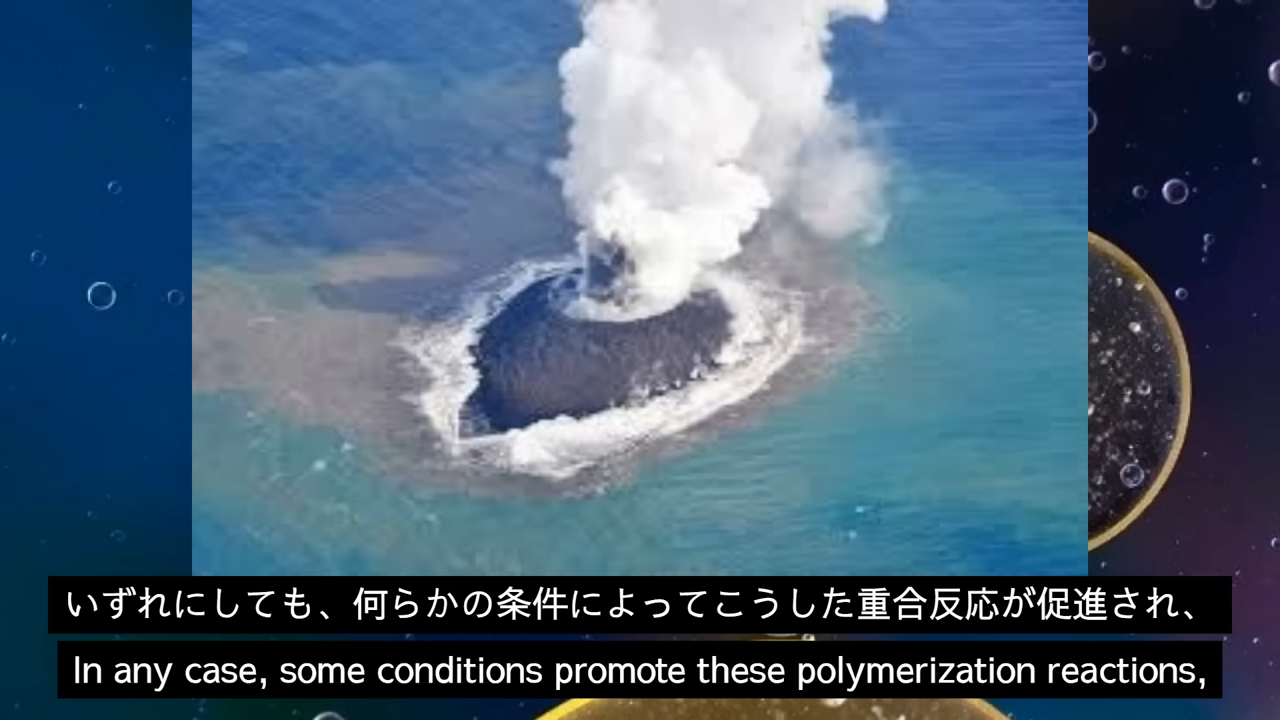 いずれにしても、何らかの条件によってこうした重合反応が促進され、
In any case, some conditions promote these polymerization reactions,